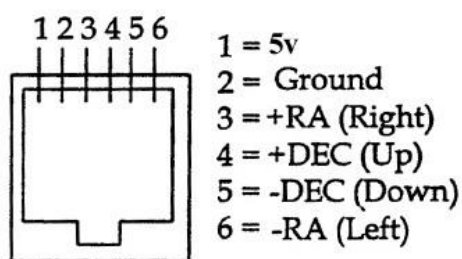 1 2 3 4 5 6
1 = 5v
2 = Ground
3 = +RA (Right)
4 = +DEC (Up)
5 = -DEC (Down)
6 = -RA (Left)